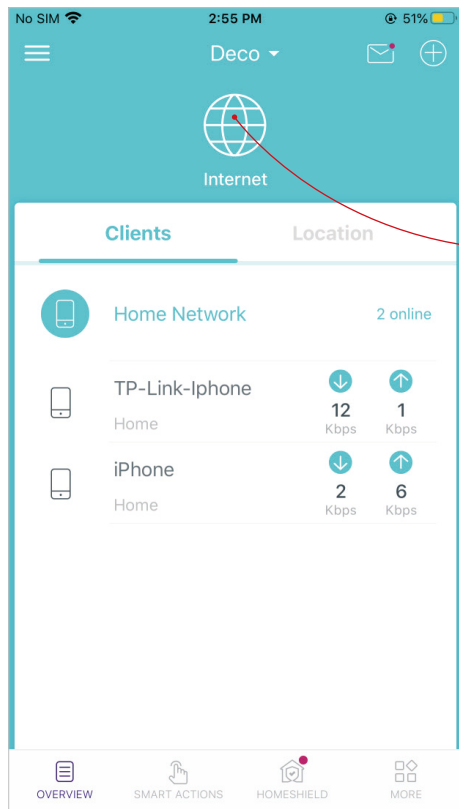 No SIM 2:55 PM 51%
Deco
Internet
Clients Location
Home Network 2 online
TP-Link-Iphone
12 1
Home Kbps Kbps
iPhone
2 6
Home Kbps Kbps
OVERVIEW SMART ACTIONS HOMESHIELD MORE